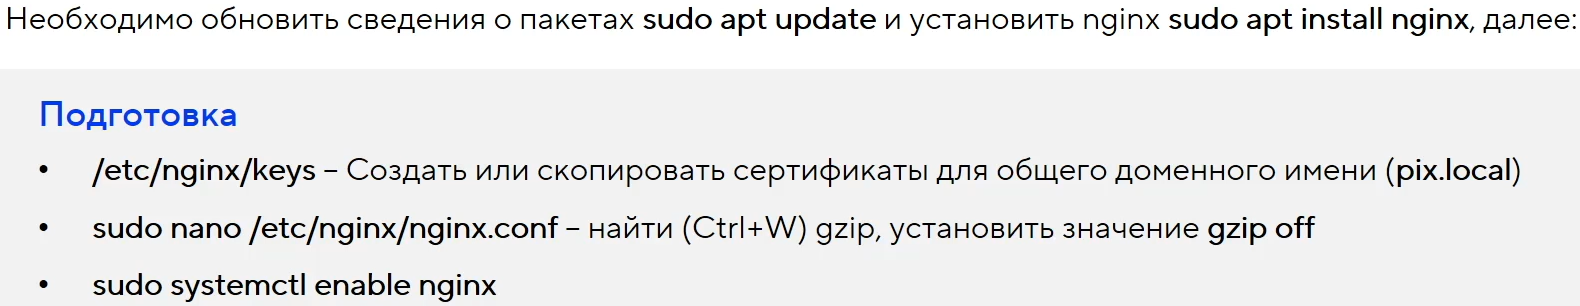 Необходимо обновить сведения о пакетах sudo apt update и установить nginx sudo apt install nginx, далее:
Подготовка
• /etc/nginx/keys – Создать или скопировать сертификаты для общего доменного имени (pix.local)
• sudo nano /etc/nginx/nginx.conf – найти (Ctrl+W) gzip, установить значение gzip off
• sudo systemctl enable nginx